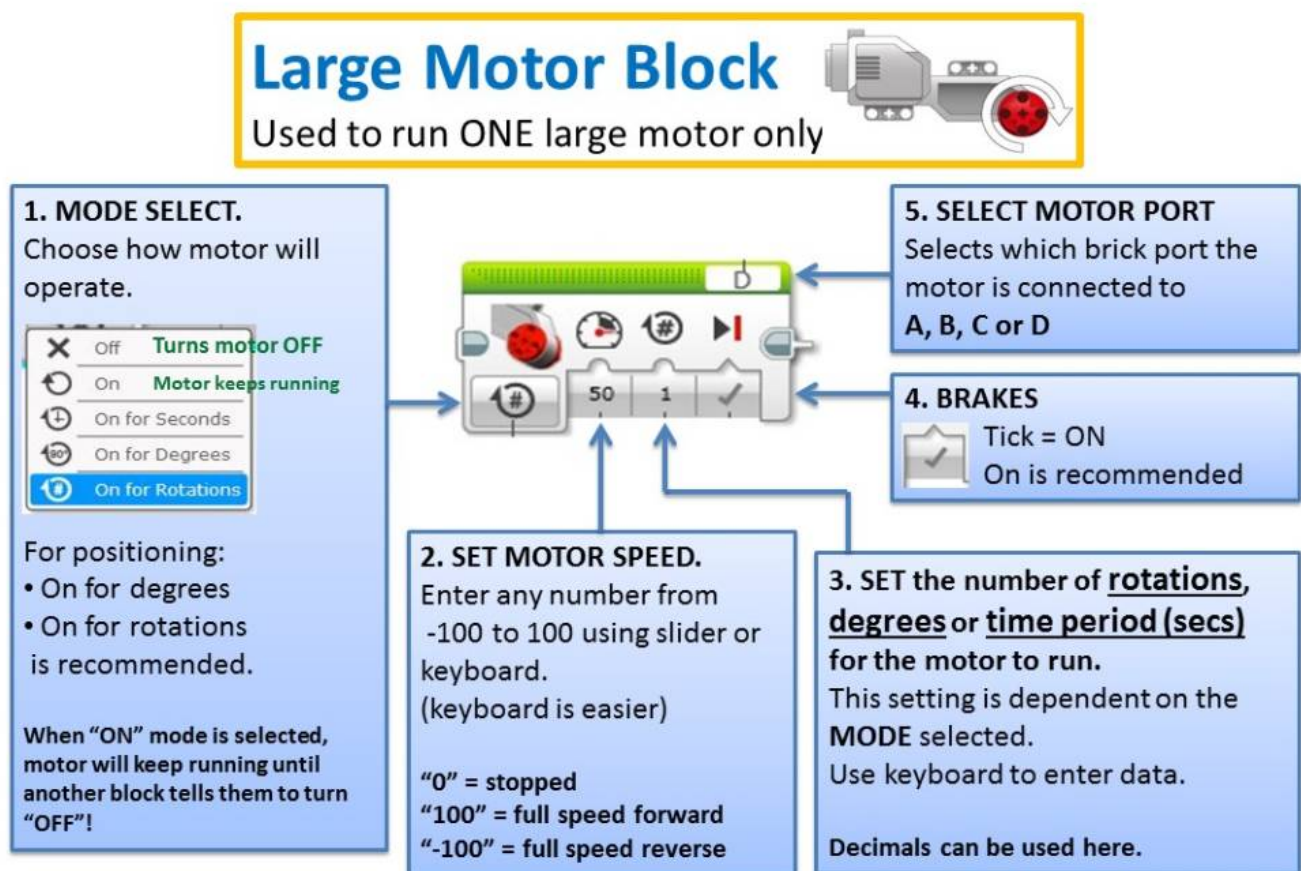 Large Motor Block
Used to run ONE large motor only
1. MODE SELECT.
Choose how motor will
operate.
Off Turns motor OFF
On Motor keeps running
On for Seconds
90° On for Degrees
# On for Rotations
For positioning:
• On for degrees
• On for rotations
is recommended.
When “ON” mode is selected,
motor will keep running until
another block tells them to turn
“OFF”!
D
#
# 50 1
2. SET MOTOR SPEED.
Enter any number from
-100 to 100 using slider or
keyboard.
(keyboard is easier)
“0” = stopped
“100” = full speed forward
“-100” = full speed reverse
3. SET the number of rotations,
degrees or time period (secs)
for the motor to run.
This setting is dependent on the
MODE selected.
Use keyboard to enter data.
Decimals can be used here.
4. BRAKES
Tick = ON
On is recommended
5. SELECT MOTOR PORT
Selects which brick port the
motor is connected to
A, B, C or D